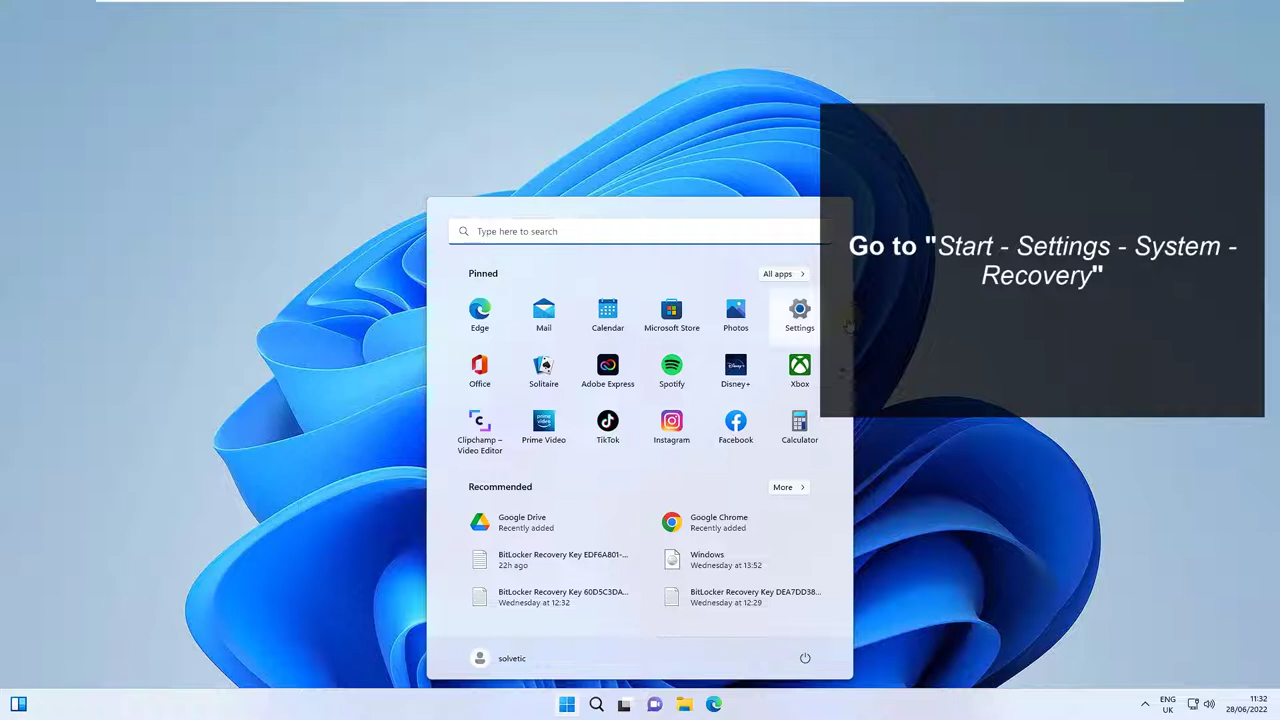 Type here to search
Pinned
All apps
Edge
Mail
Calendar
Microsoft Store
Photos
Settings
Office
Solitaire
Adobe Express
Spotify
Disney+
Xbox
Clipchamp –
Video Editor
Prime Video
TikTok
Instagram
Facebook
Calculator
Recommended
More
Google Drive
Recently added
Google Chrome
Recently added
BitLocker Recovery Key EDF6A801-...
22h ago
Windows
Wednesday at 13:52
BitLocker Recovery Key 60D5C3DA...
Wednesday at 12:32
BitLocker Recovery Key DEA7DD38...
Wednesday at 12:29
solvetic
Go to "Start - Settings - System -
Recovery"
ENG
UK
11:32
28/06/2022